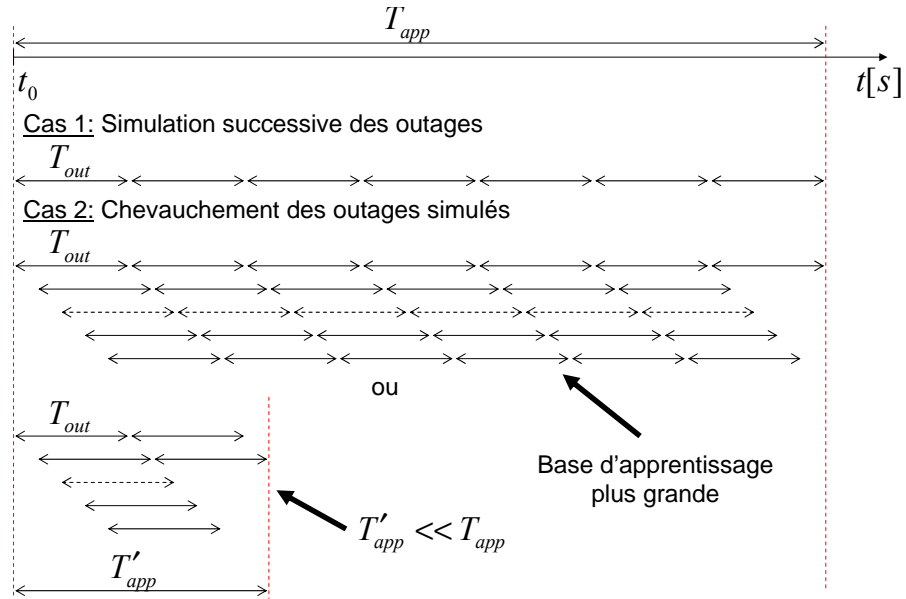 T_app
t_0
t[s]
Cas 1: Simulation successive des outages
T_out
Cas 2: Chevauchement des outages simulés
T_out
ou
T_out
Base d'apprentissage
plus grande
T'_app << T_app
T'_app